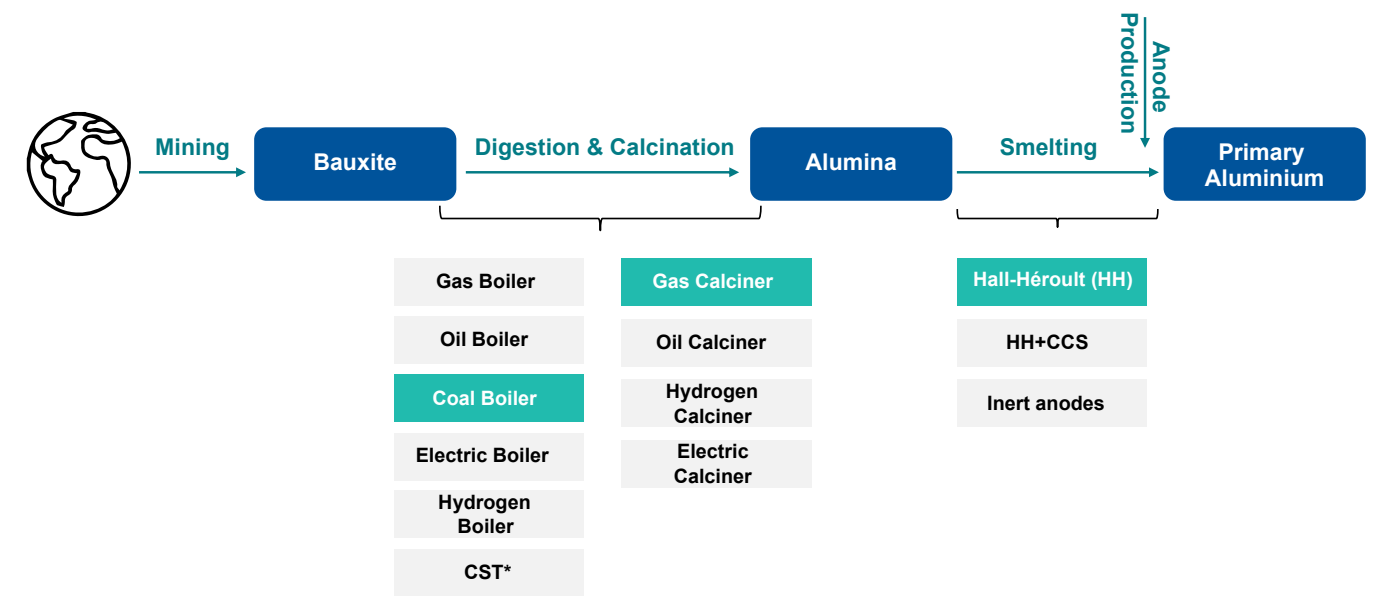 Anode
Production
Mining
Bauxite
Digestion & Calcination
Alumina
Smelting
Primary
Aluminium
Gas Boiler
Oil Boiler
Coal Boiler
Electric Boiler
Hydrogen
Boiler
CST*
Gas Calciner
Oil Calciner
Hydrogen
Calciner
Electric
Calciner
Hall-Héroult (HH)
HH+CCS
Inert anodes